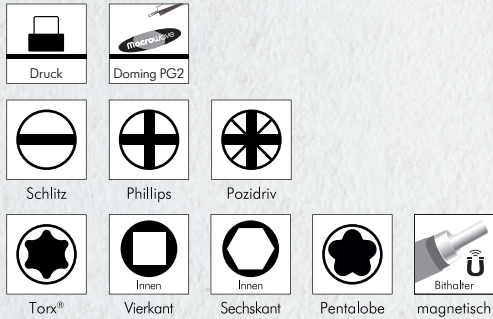 Druck
macrowave
Doming PG2
Schlitz
Phillips
Pozidriv
Innen
Innen
Bithalter
Torx®
Vierkant
Sechskant
Pentalobe
magnetisch